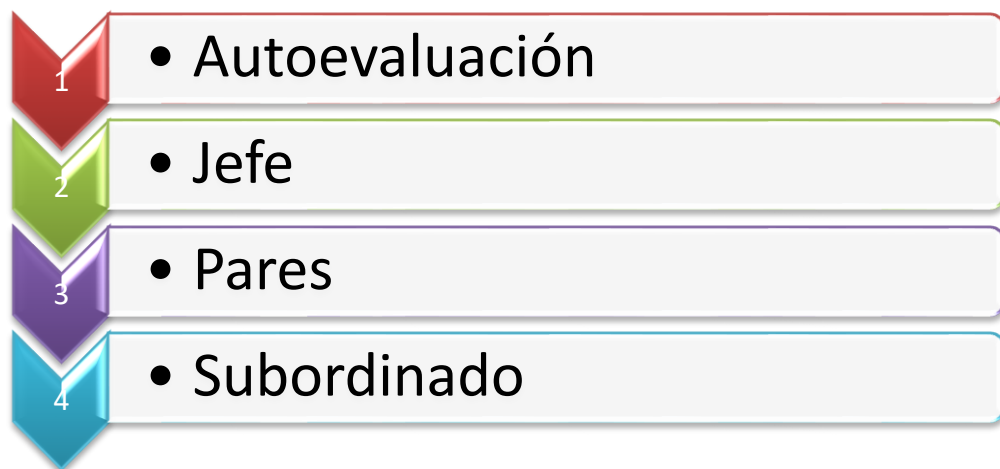 1 • Autoevaluación
2 • Jefe
3 • Pares
4 • Subordinado